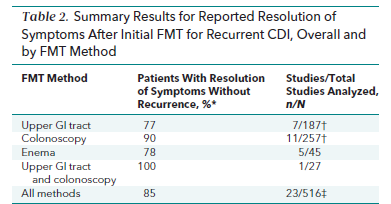 Table 2. Summary Results for Reported Resolution of
Symptoms After Initial FMT for Recurrent CDI, Overall and
by FMT Method
FMT Method Patients With Resolution of Symptoms Without Recurrence, %* Studies/Total Studies Analyzed, n/N
Upper GI tract 77 7/187†
Colonoscopy 90 11/257‡
Enema 78 5/45
Upper GI tract and colonoscopy 100 1/27
All methods 85 23/516‡